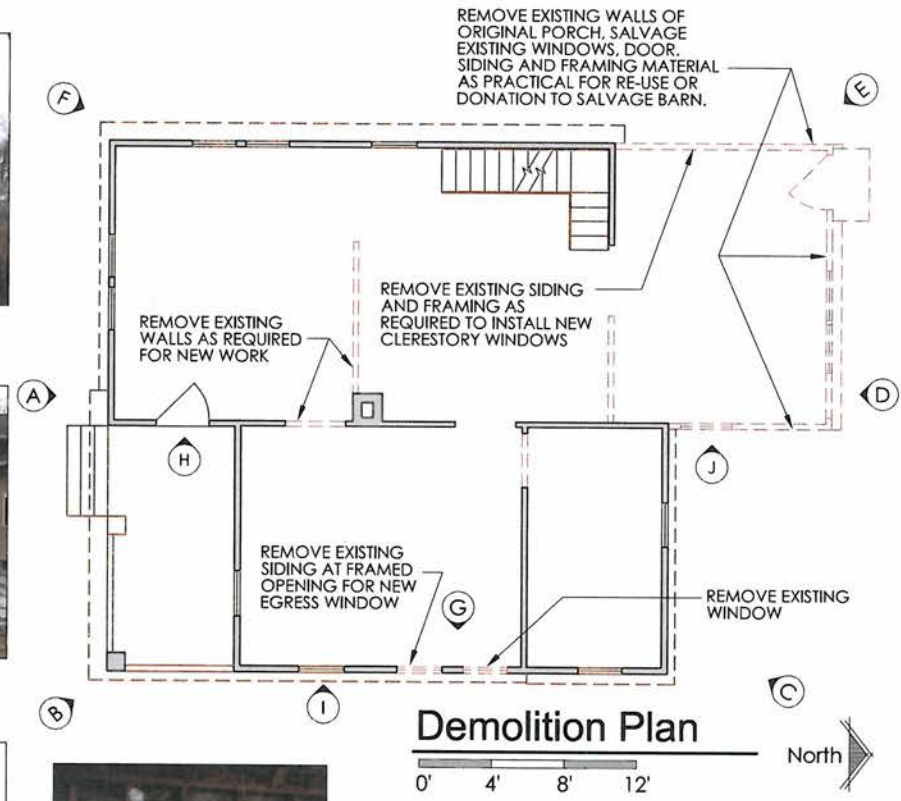 REMOVE EXISTING WALLS OF
ORIGINAL PORCH, SALVAGE
EXISTING WINDOWS, DOOR.
SIDING AND FRAMING MATERIAL
AS PRACTICAL FOR RE-USE OR
DONATION TO SALVAGE BARN.
F
E
REMOVE EXISTING SIDING
AND FRAMING AS
REQUIRED TO INSTALL NEW
CLERESTORY WINDOWS
REMOVE EXISTING
WALLS AS REQUIRED
FOR NEW WORK
A
D
H
J
REMOVE EXISTING
SIDING AT FRAMED
OPENING FOR NEW
EGRESS WINDOW
G
REMOVE EXISTING
WINDOW
B
I
C
Demolition Plan
North
0' 4' 8' 12'